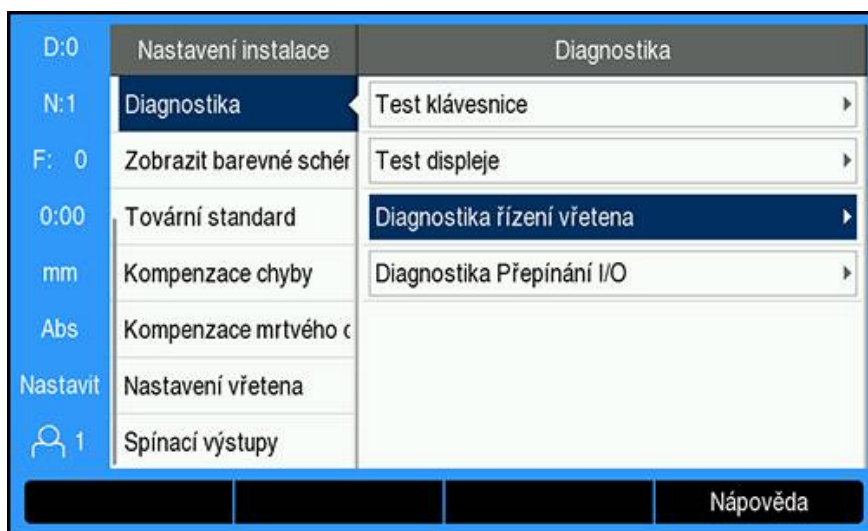 D:0
N:1
F: 0
0:00
mm
Abs
Nastavit
1
Nastavení instalace
Diagnostika
Zobrazit barevné schér
Tovární standard
Kompenzace chyby
Kompenzace mrtvého c
Nastavení vřetena
Spínací výstupy
Diagnostika
Test klávesnice
Test displeje
Diagnostika řízení vřetena
Diagnostika Přepínání I/O
Nápověda